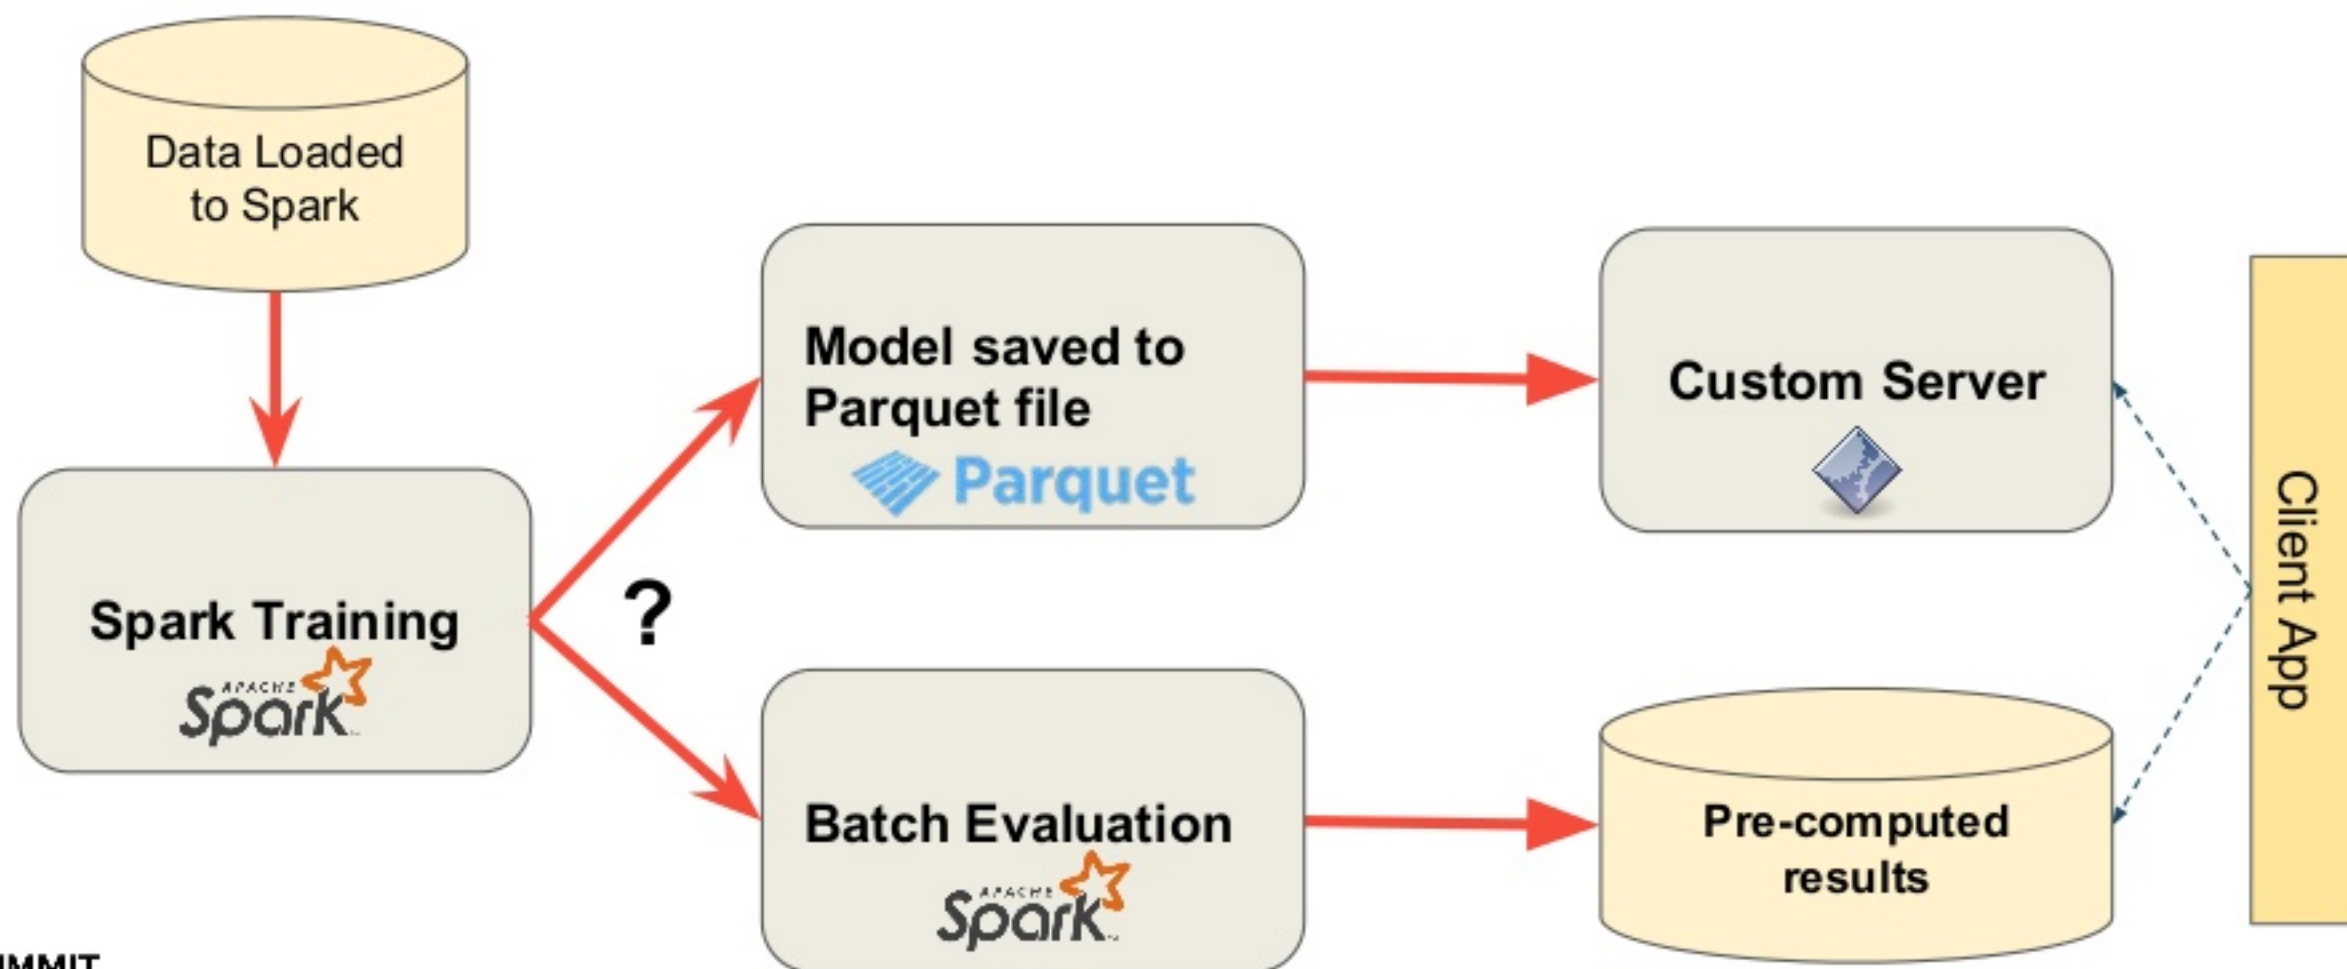 Data Loaded
to Spark
Model saved to
Parquet file
Parquet
Custom Server
Client App
?
Spark Training
APACHE
Spark
Batch Evaluation
APACHE
Spark
Pre-computed
results